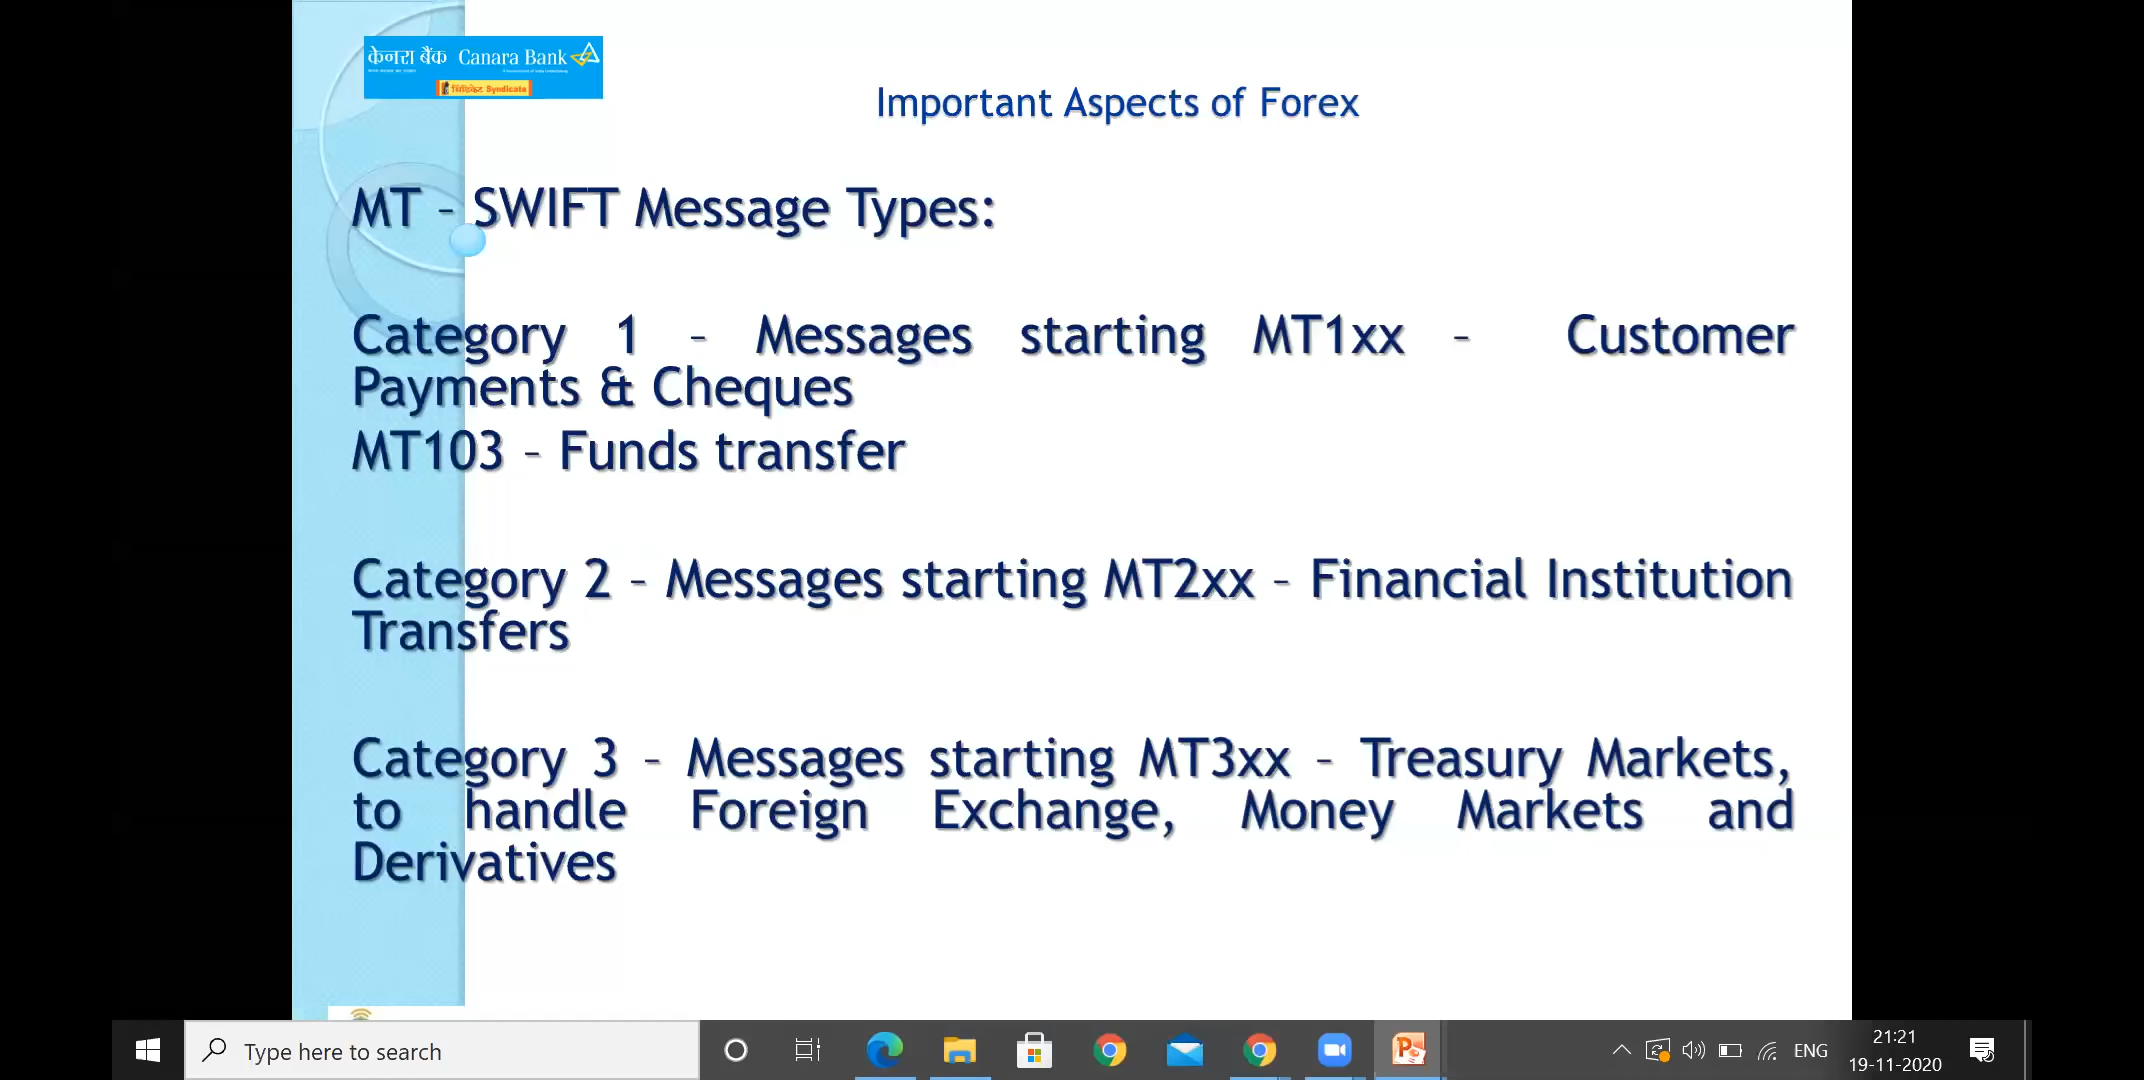 केनरा बैंक Canara Bank
सिंडिकेट Syndicate
Important Aspects of Forex
MT – SWIFT Message Types:
Category 1 – Messages starting MT1xx – Customer
Payments & Cheques
MT103 – Funds transfer
Category 2 – Messages starting MT2xx – Financial Institution
Transfers
Category 3 – Messages starting MT3xx – Treasury Markets,
to handle Foreign Exchange, Money Markets and
Derivatives
Type here to search
ENG
21:21
19-11-2020